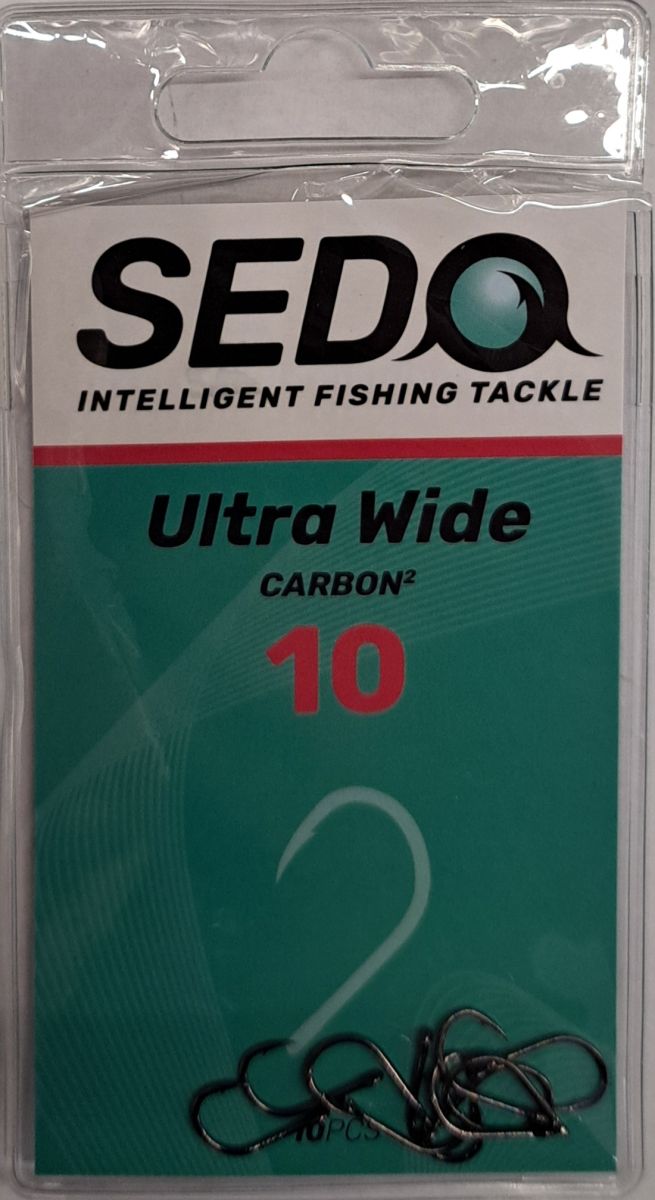 SEDO
INTELLIGENT FISHING TACKLE
Ultra Wide
CARBON²
10
10PCS